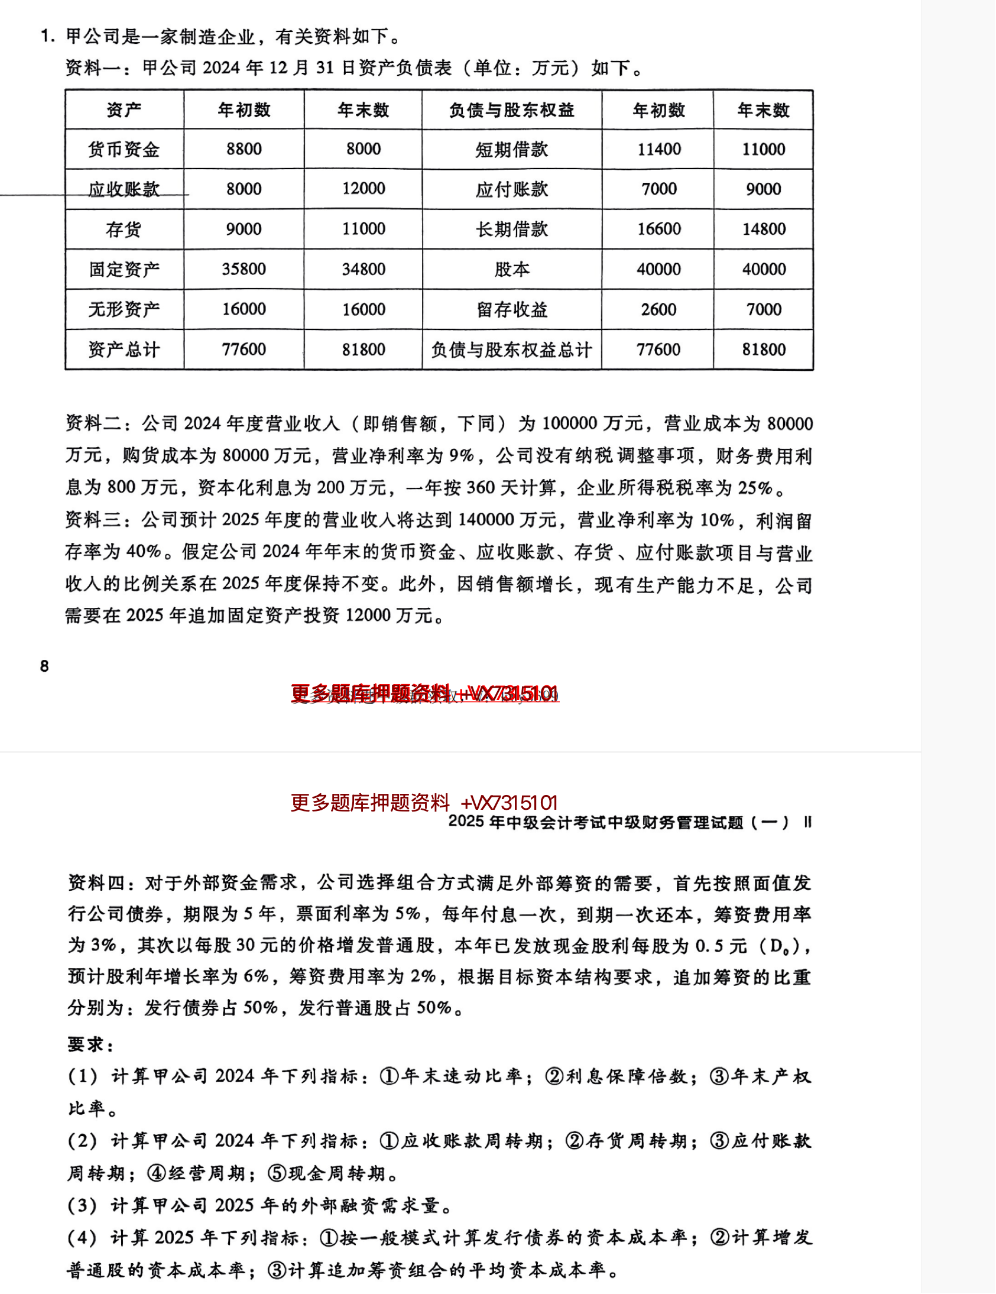 1. 甲公司是一家制造企业，有关资料如下。
资料一：甲公司 2024 年 12 月 31 日资产负债表（单位：万元）如下。
资产 年初数 年末数 负债与股东权益 年初数 年末数
货币资金 8800 8000 短期借款 11400 11000
应收账款 8000 12000 应付账款 7000 9000
存货 9000 11000 长期借款 16600 14800
固定资产 35800 34800 股本 40000 40000
无形资产 16000 16000 留存收益 2600 7000
资产总计 77600 81800 负债与股东权益总计 77600 81800
资料二：公司 2024 年度营业收入（即销售额，下同）为 100000 万元，营业成本为 80000
万元，购货成本为 80000 万元，营业净利率为 9%，公司没有纳税调整事项，财务费用利
息为 800 万元，资本化利息为 200 万元，一年按 360 天计算，企业所得税税率为 25%。
资料三：公司预计 2025 年度的营业收入将达到 140000 万元，营业净利率为 10%，利润留
存率为 40%。假定公司 2024 年年末的货币资金、应收账款、存货、应付账款项目与营业
收入的比例关系在 2025 年度保持不变。此外，因销售额增长，现有生产能力不足，公司
需要在 2025 年追加固定资产投资 12000 万元。
8
更多题库押题资料 +VX7315101
更多题库押题资料 +VX7315101
2025 年中级会计考试中级财务管理试题（一） II
资料四：对于外部资金需求，公司选择组合方式满足外部筹资的需要，首先按照面值发
行公司债券，期限为 5 年，票面利率为 5%，每年付息一次，到期一次还本，筹资费用率
为 3%，其次以每股 30 元的价格增发普通股，本年已发放现金股利每股为 0.5 元（D₀），
预计股利年增长率为 6%，筹资费用率为 2%，根据目标资本结构要求，追加筹资的比重
分别为：发行债券占 50%，发行普通股占 50%。
要求：
(1) 计算甲公司 2024 年下列指标：①年末速动比率；②利息保障倍数；③年末产权
比率。
(2) 计算甲公司 2024 年下列指标：①应收账款周转期；②存货周转期；③应付账款
周转期；④经营周期；⑤现金周转期。
(3) 计算甲公司 2025 年的外部融资需求量。
(4) 计算 2025 年下列指标：①按一般模式计算发行债券的资本成本率；②计算增发
普通股的资本成本率；③计算追加筹资组合的平均资本成本率。